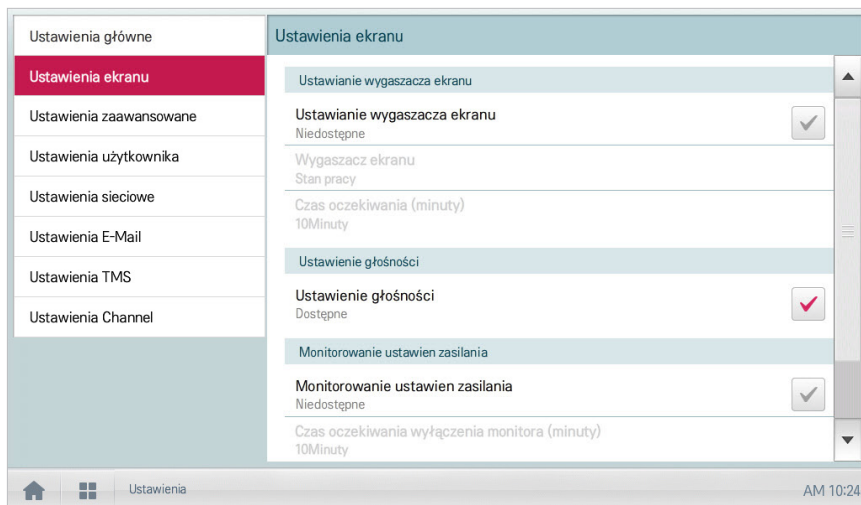 Ustawienia główne
Ustawienia ekranu
Ustawienia zaawansowane
Ustawienia użytkownika
Ustawienia sieciowe
Ustawienia E-Mail
Ustawienia TMS
Ustawienia Channel
Ustawienia ekranu
Ustawianie wygaszacza ekranu
Ustawianie wygaszacza ekranu
Niedostępne
Wygaszacz ekranu
Stan pracy
Czas oczekiwania (minuty)
10Minuty
Ustawienie głośności
Ustawienie głośności
Dostępne
Monitorowanie ustawien zasilania
Monitorowanie ustawien zasilania
Niedostępne
Czas oczekiwania wyłączenia monitora (minuty)
10Minuty
Ustawienia
AM 10:24